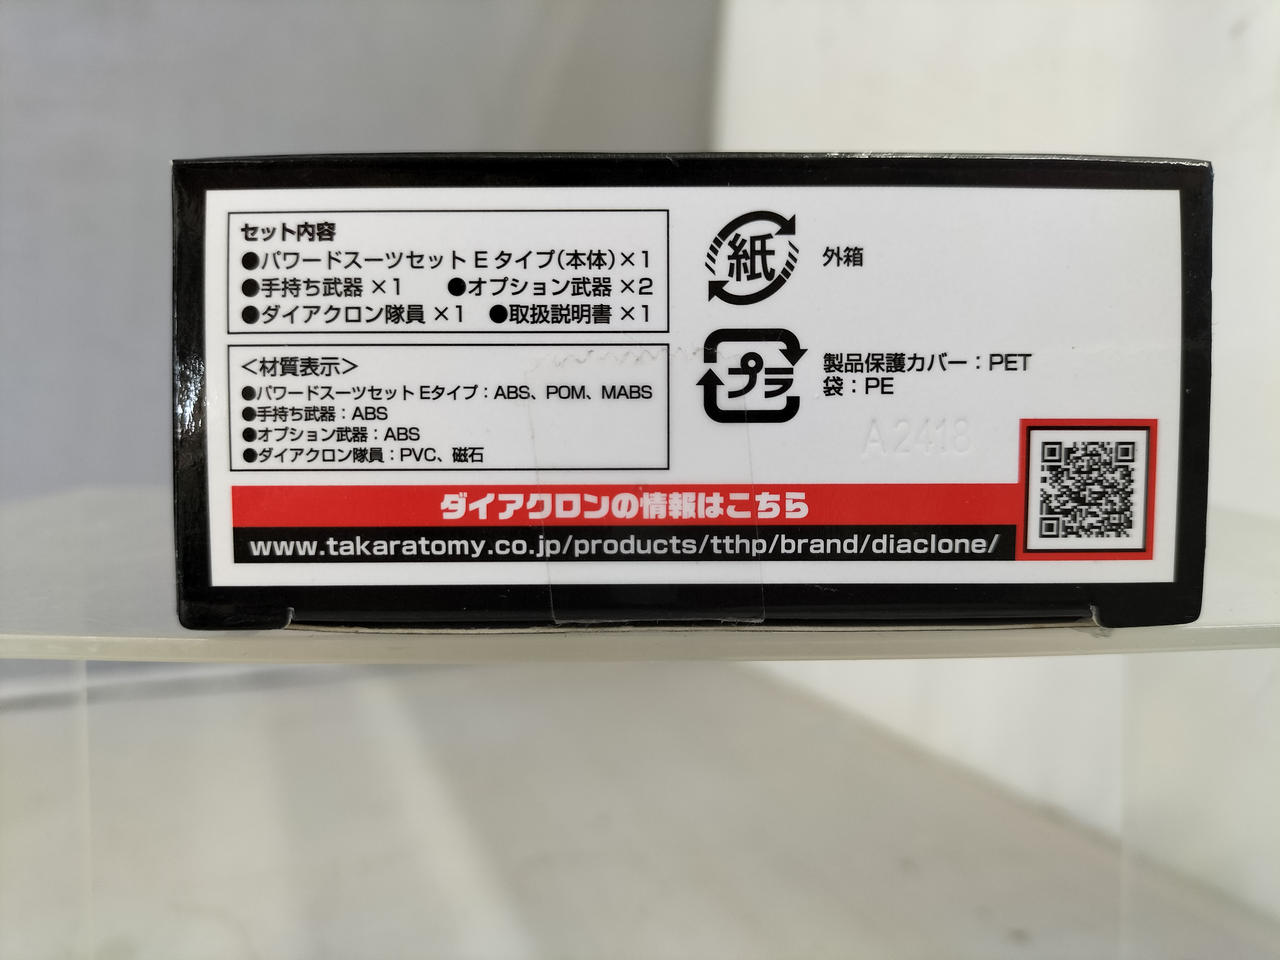 セット内容
●パワードスーツセット E タイプ(本体)×1
●手持ち武器 ×1 ●オプション武器 ×2
●ダイアクロン隊員 ×1 ●取扱説明書 ×1
<材質表示>
●パワードスーツセット Eタイプ：ABS、POM、MABS
●手持ち武器：ABS
●オプション武器：ABS
●ダイアクロン隊員：PVC、磁石
紙
外箱
プラ
製品保護カバー：PET
袋：PE
A2418
ダイアクロンの情報はこちら
www.takaratomy.co.jp/products/tthp/brand/diaclone/